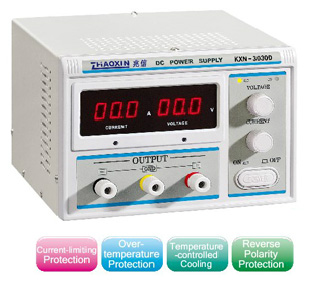 ZHAOXIN 兆信 DC POWER SUPPLY KXN-30300
VOLTAGE
00.0 A 00.0 V
CURRENT VOLTAGE
CURRENT
OUTPUT
ON OFF
Current-limiting
Protection
Over-
temperature
Protection
Temperature
-controlled
Cooling
Reverse
Polarity
Protection